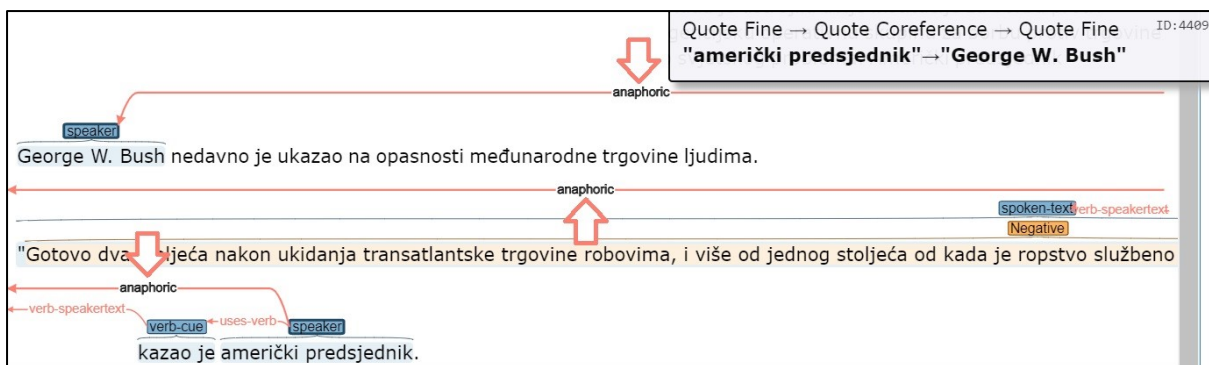 Quote Fine → Quote Coreference → Quote Fine ID:4409
"američki predsjednik"→"George W. Bush"
anaphoric
speaker
George W. Bush nedavno je ukazao na opasnosti međunarodne trgovine ljudima.
anaphoric
spoken-text verb-speakertext
Negative
"Gotovo dva ljeća nakon ukidanja transatlantske trgovine robovima, i više od jednog stoljeća od kada je ropstvo službeno
anaphoric
verb-speakertext
verb-cue uses-verb speaker
kazao je američki predsjednik.